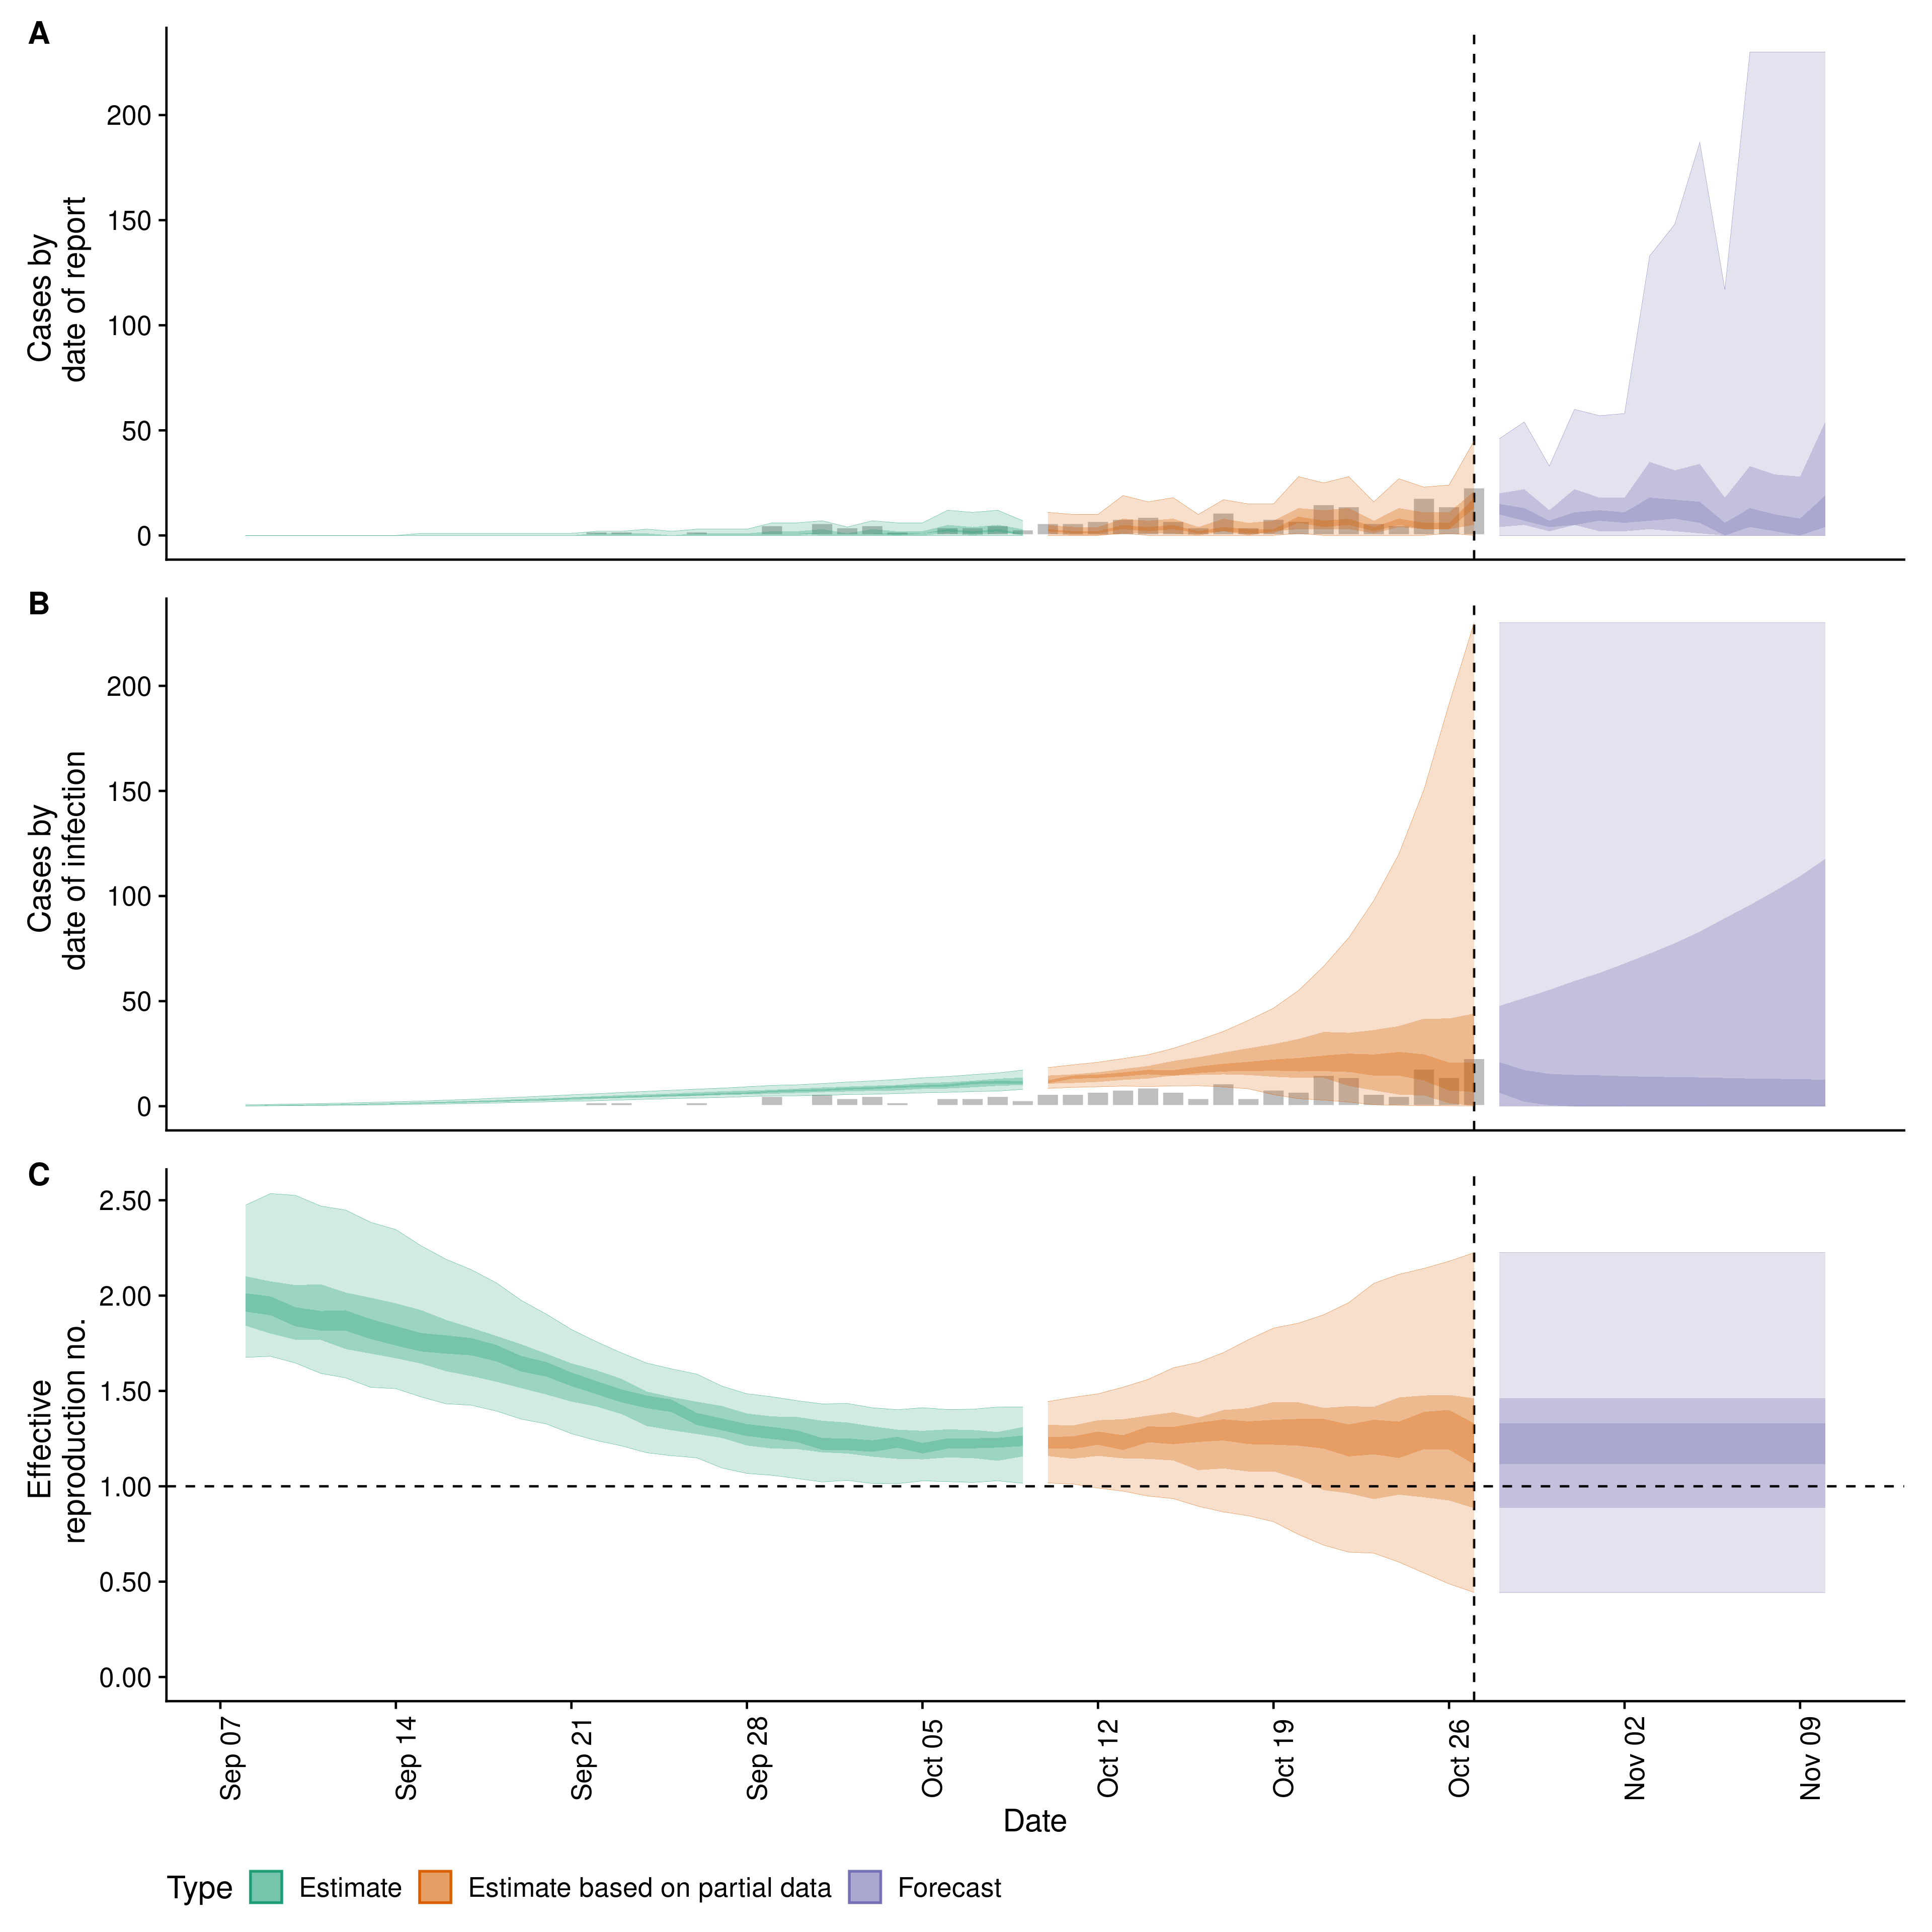 A
Cases by
date of report
200
150
100
50
0
B
Cases by
date of infection
200
150
100
50
0
C
Effective
reproduction no.
2.50
2.00
1.50
1.00
0.50
0.00
Sep 07
Sep 14
Sep 21
Sep 28
Oct 05
Oct 12
Oct 19
Oct 26
Nov 02
Nov 09
Date
Type Estimate Estimate based on partial data Forecast